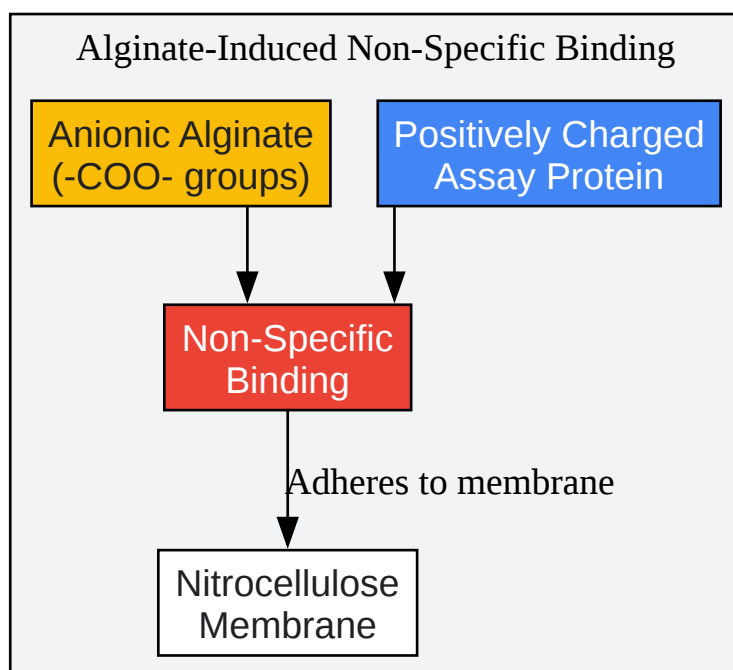 Alginate-Induced Non-Specific Binding
Anionic Alginate
(-COO- groups)
Positively Charged
Assay Protein
Non-Specific
Binding
Adheres to membrane
Nitrocellulose
Membrane